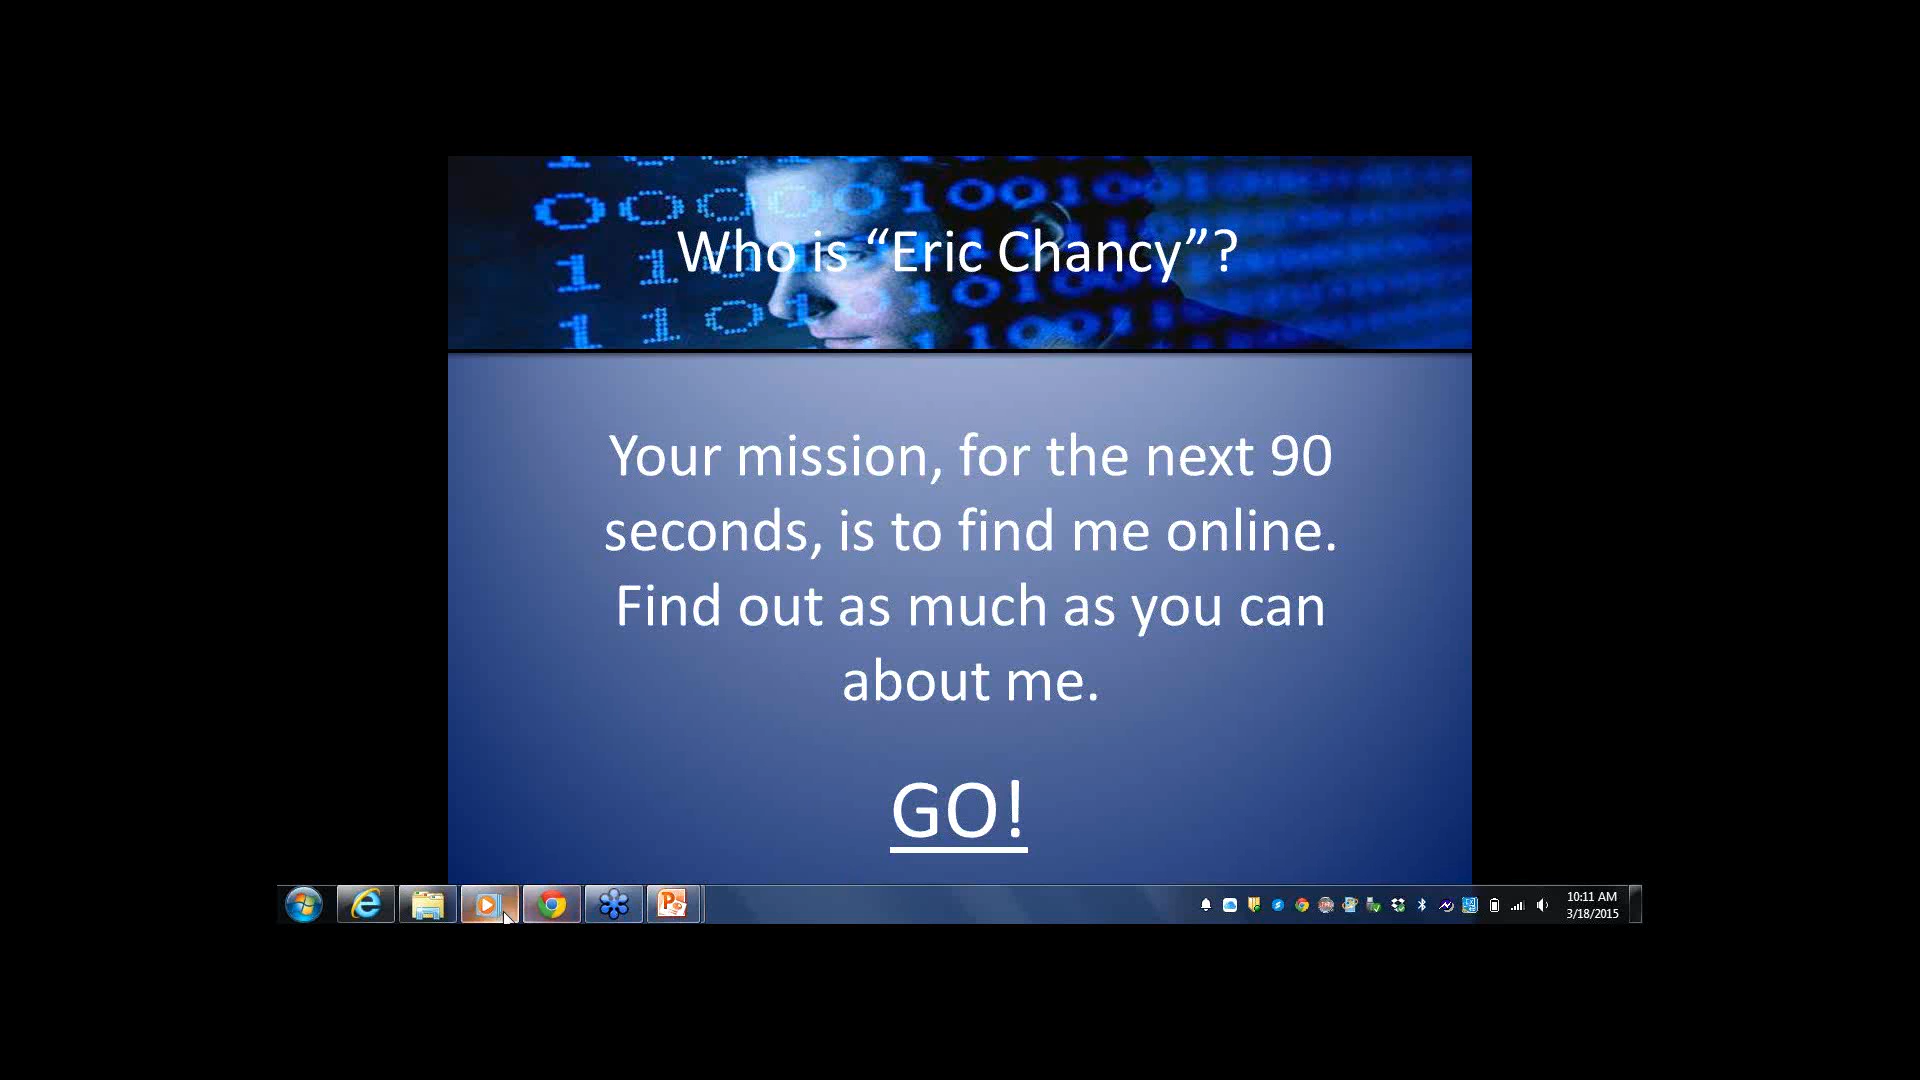 Who is “Eric Chancy”?
Your mission, for the next 90
seconds, is to find me online.
Find out as much as you can
about me.
GO!
10:11 AM
3/18/2015